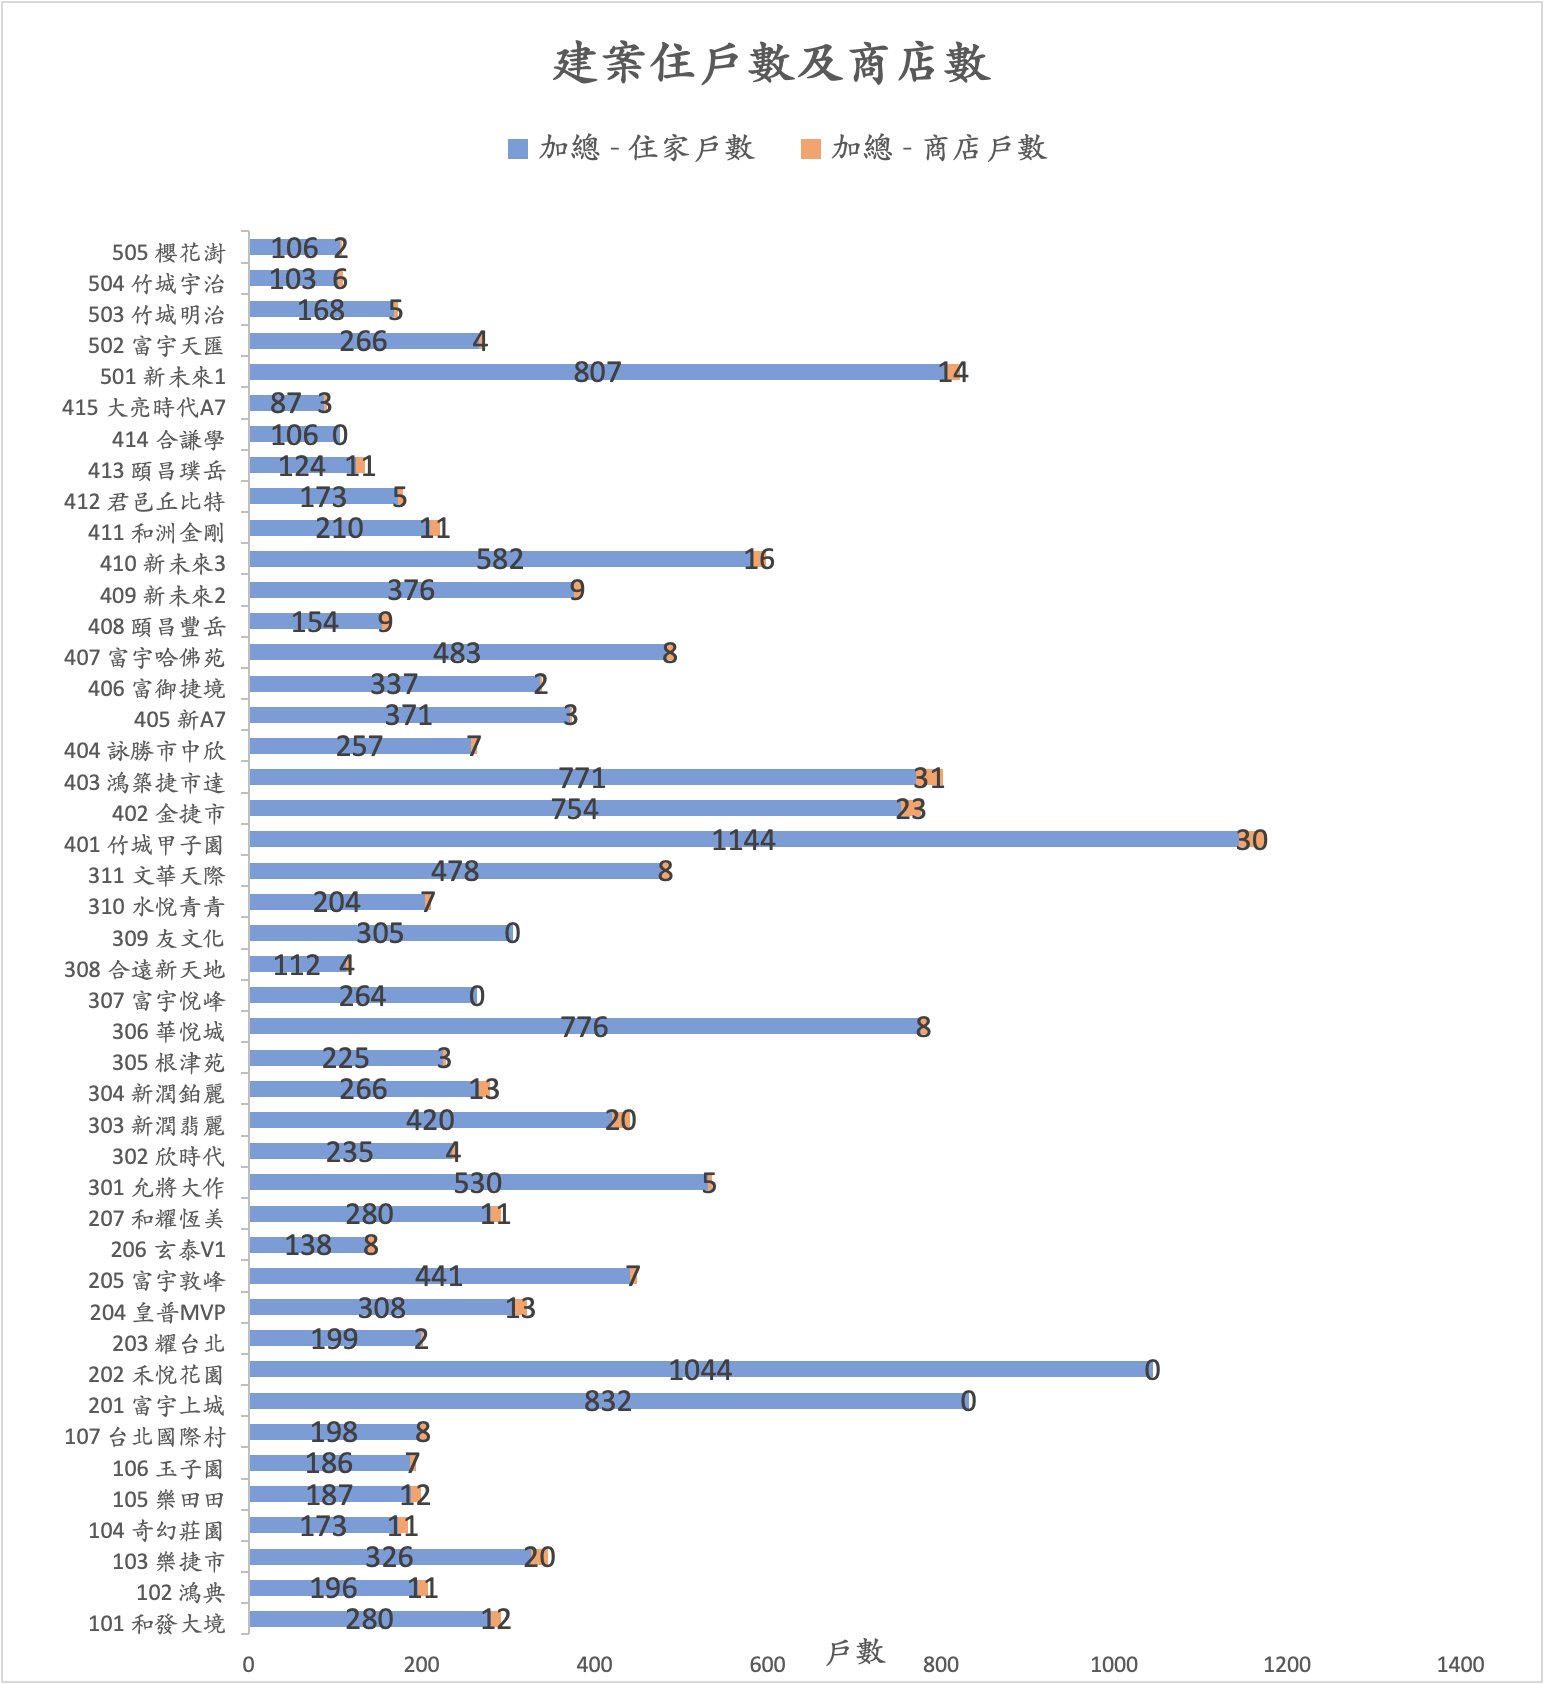 建案住戶數及商店數
加總 - 住家戶數 加總 - 商店戶數
505 櫻花澍 106 2
504 竹城宇治 103 6
503 竹城明治 168 5
502 富宇天匯 266 4
501 新未來1 807 14
415 大亮時代A7 87 3
414 合謙學 106 0
413 頤昌璞岳 124 11
412 君邑丘比特 173 5
411 和洲金剛 210 11
410 新未來3 582 16
409 新未來2 376 9
408 頤昌豐岳 154 9
407 富宇哈佛苑 483 8
406 富御捷境 337 2
405 新A7 371 3
404 詠勝市中欣 257 7
403 鴻築捷市達 771 31
402 金捷市 754 23
401 竹城甲子園 1144 30
311 文華天際 478 8
310 水悅青青 204 7
309 友文化 305 0
308 合遠新天地 112 4
307 富宇悅峰 264 0
306 華悅城 776 8
305 根津苑 225 3
304 新潤鉑麗 266 13
303 新潤翡麗 420 20
302 欣時代 235 4
301 允將大作 530 5
207 和耀恆美 280 11
206 玄泰V1 138 8
205 富宇敦峰 441 7
204 皇普MVP 308 13
203 耀台北 199 2
202 禾悅花園 1044 0
201 富宇上城 832 0
107 台北國際村 198 8
106 玉子園 186 7
105 樂田田 187 12
104 奇幻莊園 173 11
103 樂捷市 326 20
102 鴻典 196 11
101 和發大境 280 12
0 200 400 600 800 1000 1200 1400
戶數